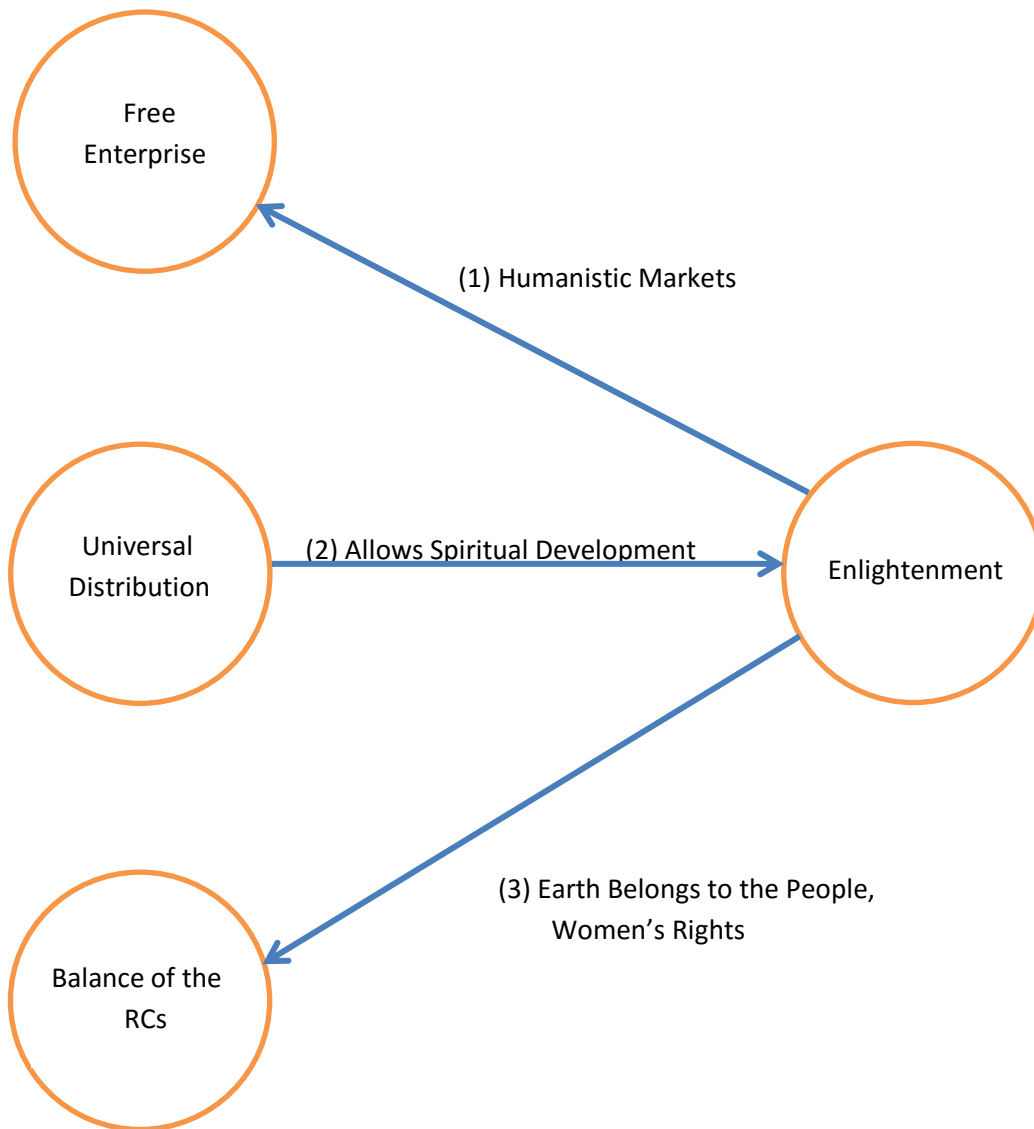 Free
Enterprise
(1) Humanistic Markets
Universal
Distribution
(2) Allows Spiritual Development
Enlightenment
(3) Earth Belongs to the People,
Women’s Rights
Balance of the
RCs